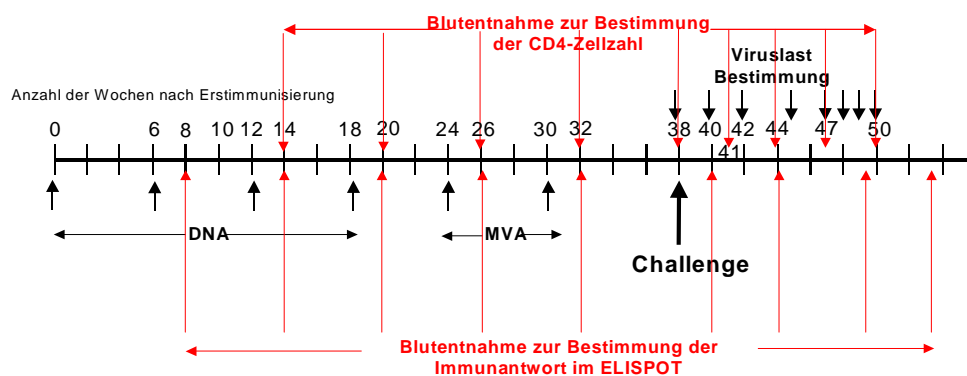 Blutentnahme zur Bestimmung
der CD4-Zellzahl
Viruslast
Bestimmung
Anzahl der Wochen nach Erstimmunisierung
0 6 8 10 12 14 18 20 24 26 30 32 38 40 41 42 44 47 50
DNA MVA
Challenge
Blutentnahme zur Bestimmung der
Immunantwort im ELISPOT